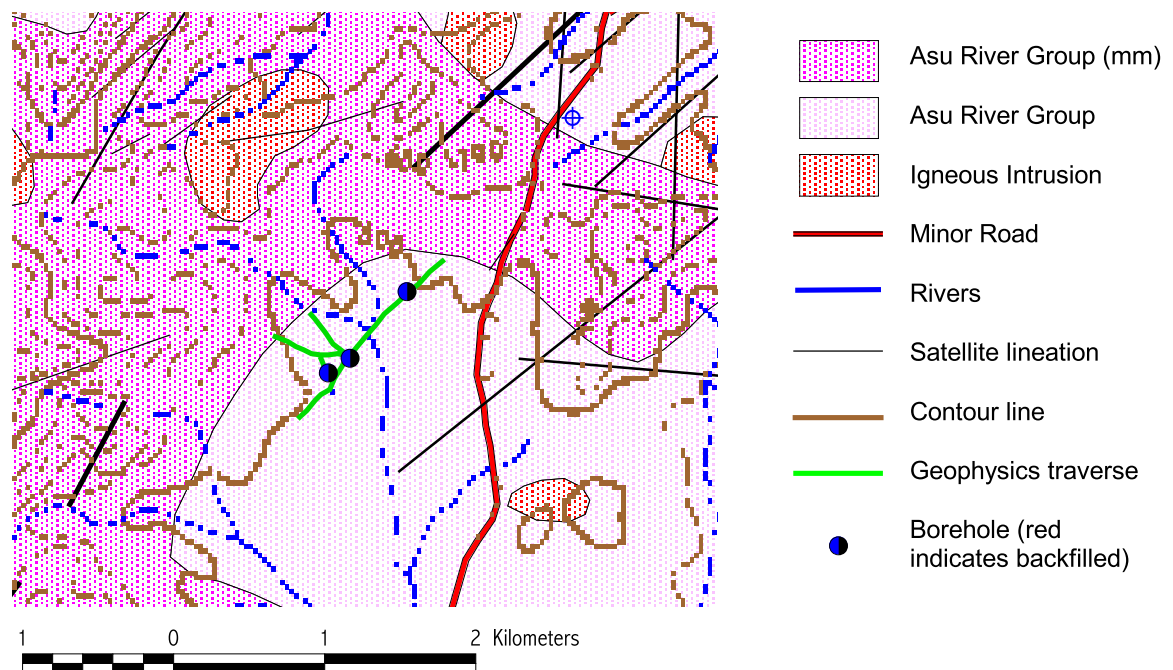 Asu River Group (mm)
Asu River Group
Igneous Intrusion
Minor Road
Rivers
Satellite lineation
Contour line
Geophysics traverse
Borehole (red
indicates backfilled)
1 0 1 2 Kilometers